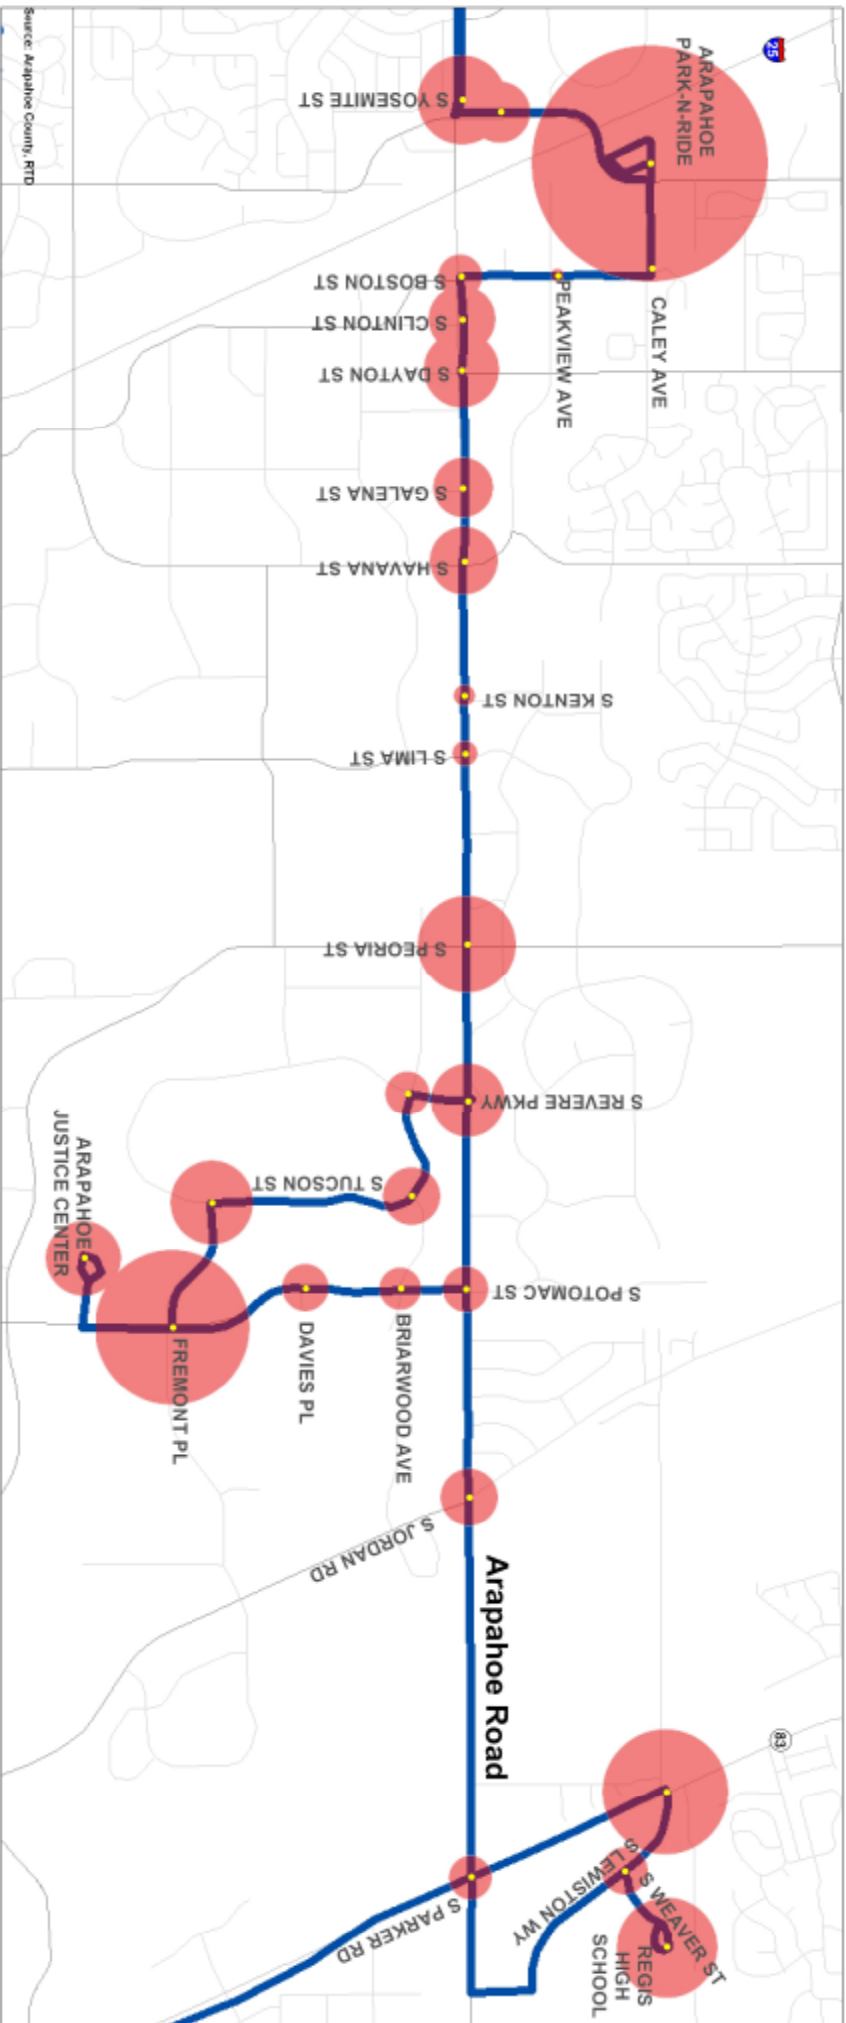 25
ARAPAHOE
PARK-N-RIDE
S YOSEMITE ST
CALEY AVE
PEAKVIEW AVE
S BOSTON ST
S CLINTON ST
S DAYTON ST
S GALENA ST
S HAVANA ST
S KENTON ST
S LIMA ST
S PEORIA ST
S REVERE PKWY
S TUCSON ST
ARAPAHOE
JUSTICE CENTER
S POTOMAC ST
BRIARWOOD AVE
DAVIES PL
FREMONT PL
S JORDAN RD
Arapahoe Road
83
S PARKER RD
S LEWISTON WY
S WEAVER ST
REGIS
HIGH
SCHOOL
Source: Arapahoe County, RTD